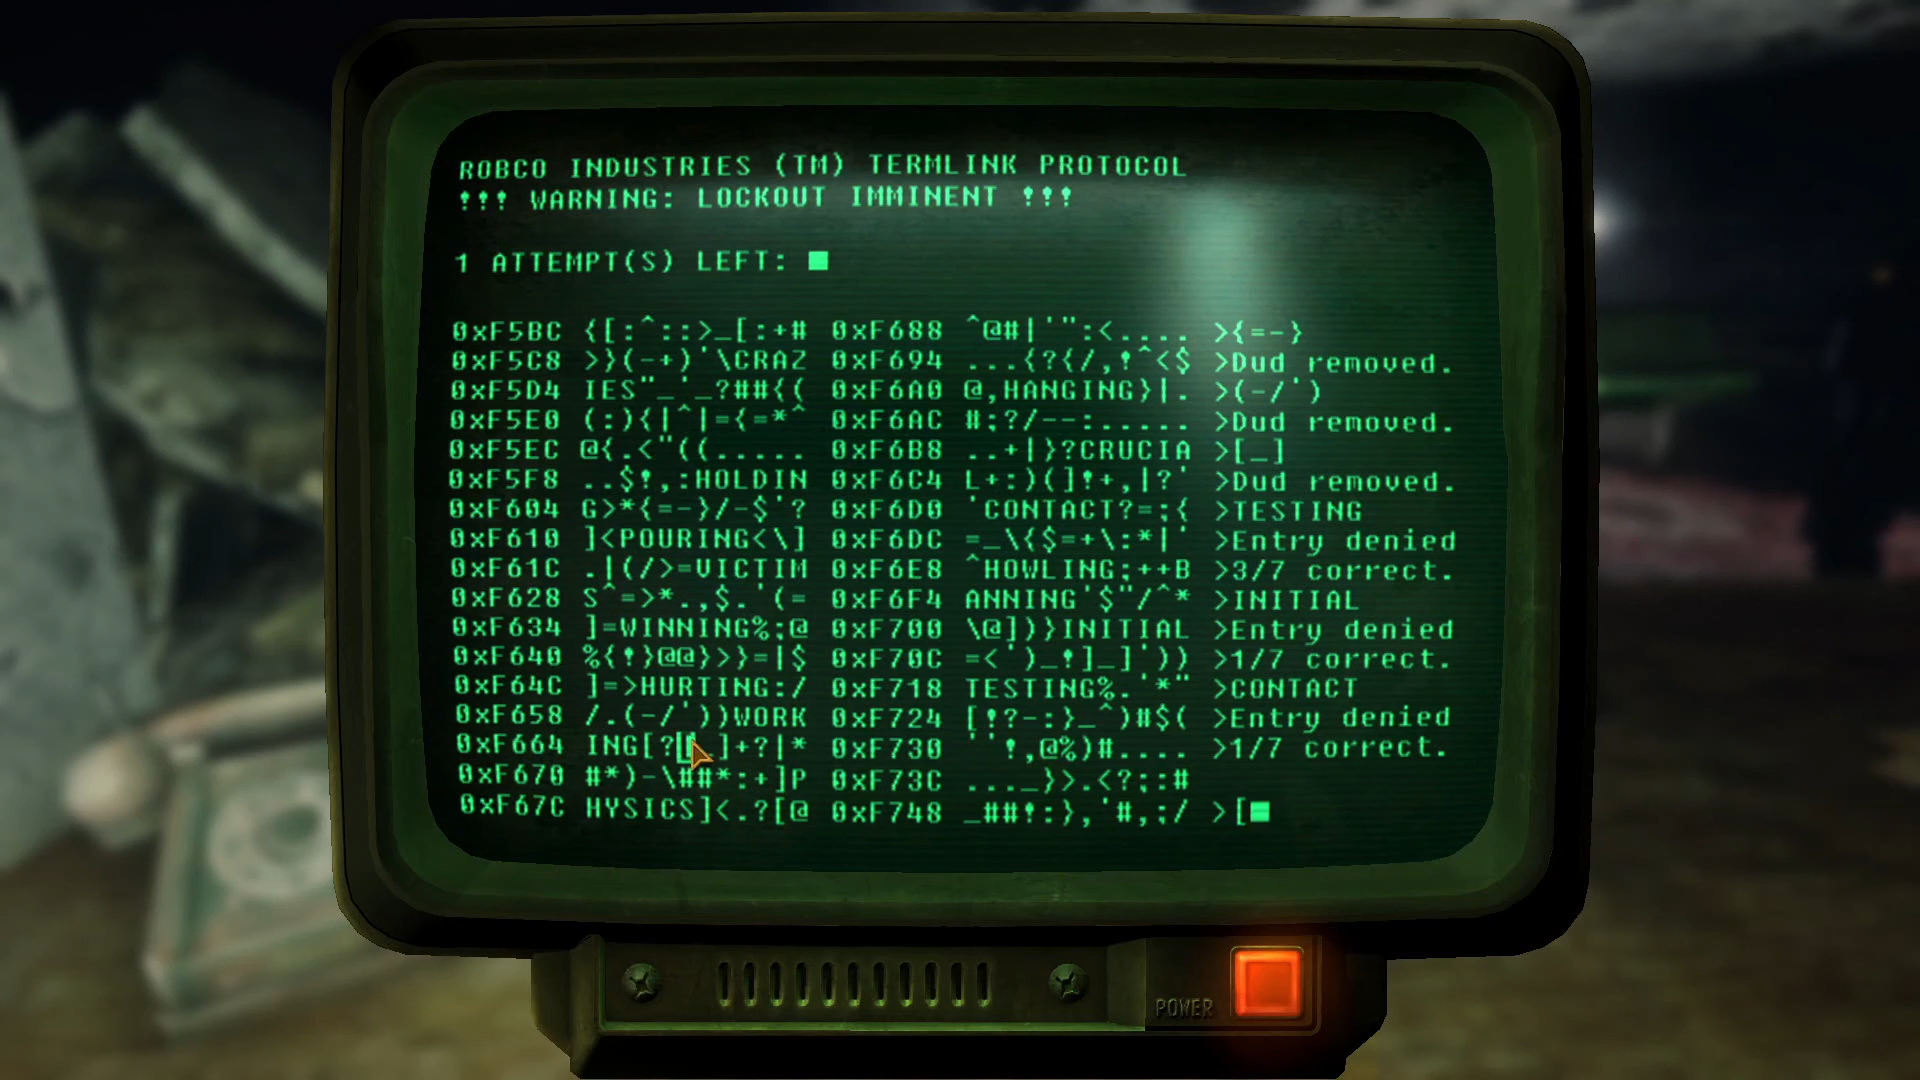 ROBCO INDUSTRIES (TM) TERMLINK PROTOCOL
!!! WARNING: LOCKOUT IMMINENT !!!
1 ATTEMPT(S) LEFT: ■
0xF5BC {[:^::>_[:+# 0xF688 ^@#|'":<.... >{=-}
0xF5C8 >}(-+)'\CRAZ 0xF694 ...{?{/,!^<$ >Dud removed.
0xF5D4 IES"_'_?##{( 0xF6A0 @,HANGING}|. >(-/')
0xF5E0 (:){|^|={=*^ 0xF6AC #;?/--:..... >Dud removed.
0xF5EC @{.<"((..... 0xF6B8 ..+|}?CRUCIA >[_]
0xF5F8 ..$!,:HOLDIN 0xF6C4 L+:)(]!+,|?' >Dud removed.
0xF604 G>*{=-}/-$'? 0xF6D0 'CONTACT?=;{ >TESTING
0xF610 ]<POURING<\] 0xF6DC =_\{$=+\:*|' >Entry denied
0xF61C .|(/>=VICTIM 0xF6E8 ^HOWLING;++B >3/7 correct.
0xF628 S^=>*.,$.'(= 0xF6F4 ANNING'$"/^* >INITIAL
0xF634 ]=WINNING%;@ 0xF700 \@])}INITIAL >Entry denied
0xF640 %{!}@@}>}=|$ 0xF70C =<')_!]_]')) >1/7 correct.
0xF64C ]=>HURTING:/ 0xF718 TESTING%.'*" >CONTACT
0xF658 /.(-/'))WORK 0xF724 [!?-:}_^)#$( >Entry denied
0xF664 ING[?[_]+?|* 0xF730 ''!,@%)#.... >1/7 correct.
0xF670 #*)-\##*:+]P 0xF73C ..._}>.<?;:#
0xF67C HYSICS]<.?[@ 0xF748 _##!:},'#,;/ >[■
POWER